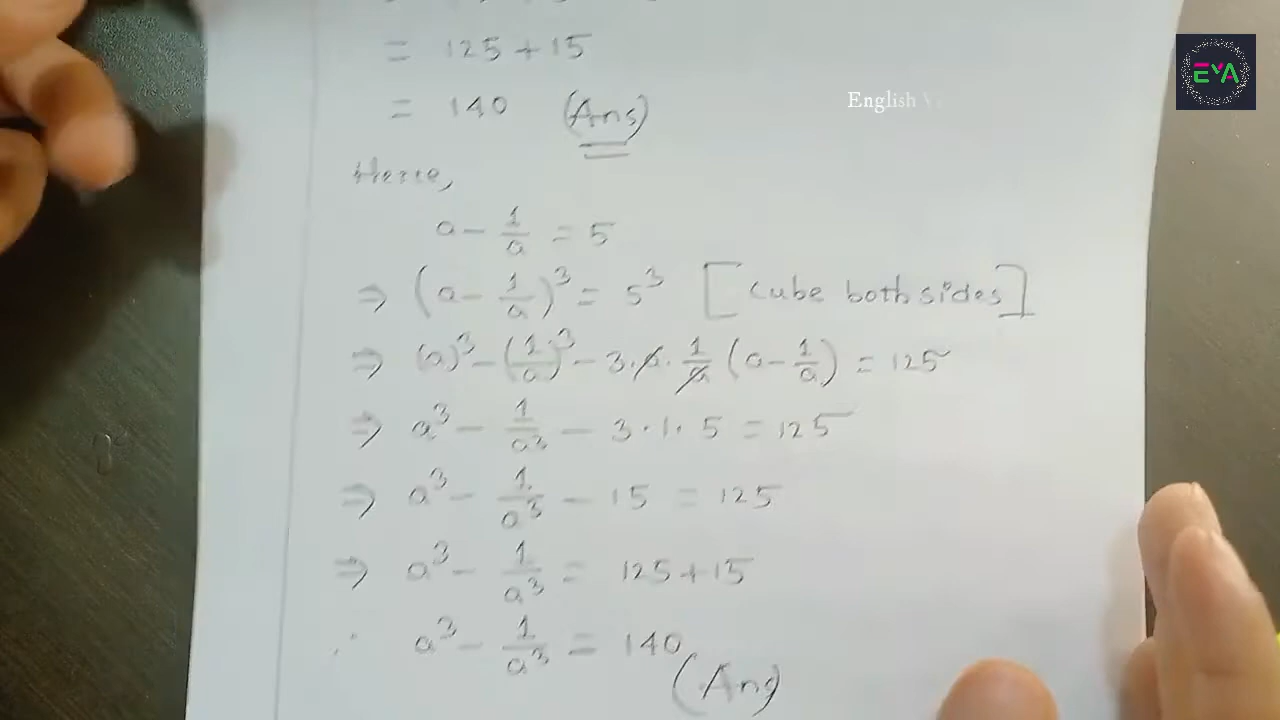 = 125 + 15
= 140 (Ans)
English
EYA
Here,
a - 1/a = 5
⇒ (a - 1/a)³ = 5³ [cube both sides]
⇒ (a)³ - (1/a)³ - 3·a·1/a (a - 1/a) = 125
⇒ a³ - 1/a³ - 3·1·5 = 125
⇒ a³ - 1/a³ - 15 = 125
⇒ a³ - 1/a³ = 125 + 15
∴ a³ - 1/a³ = 140
(Ans)